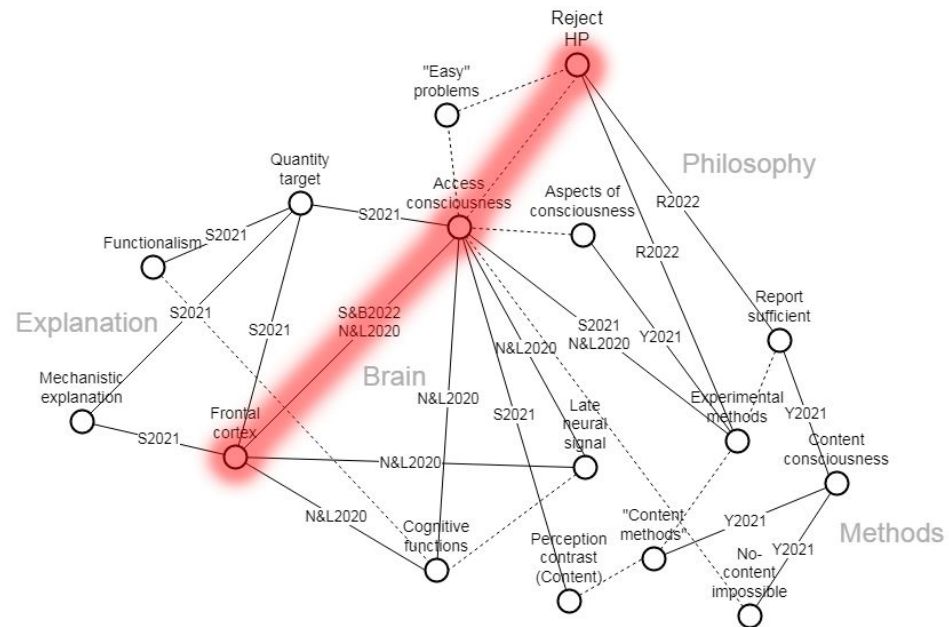 Reject
HP
"Easy"
problems
Philosophy
Quantity
target
Access
consciousness
Aspects of
consciousness
R2022
S2021
S2021
Functionalism
R2022
Explanation
S2021
S2021
S&B2022
N&L2020
S2021
N&L2020
Y2021
Report
sufficient
N&L2020
Brain
Mechanistic
explanation
N&L2020
S2021
Late
neural
signal
Experimental
methods
Frontal
cortex
S2021
Y2021
Content
consciousness
N&L2020
N&L2020
Cognitive
functions
Perception
contrast
(Content)
"Content
methods"
Y2021
Methods
Y2021
No-
content
impossible